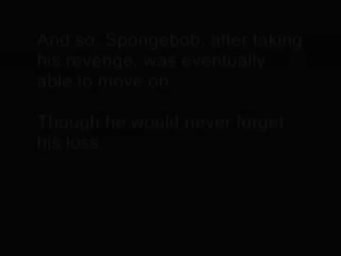 And so, Spongebob, after taking
his revenge, was eventually
able to move on.
Though he would never forget
his loss.